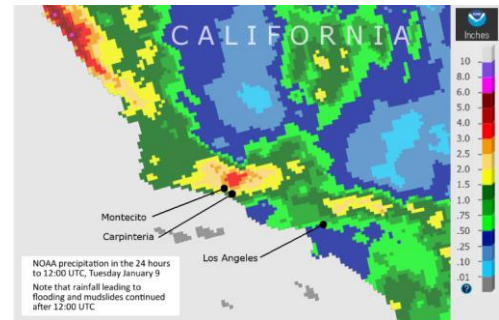 CALIFORNIA
Inches
10
8.0
6.0
5.0
4.0
3.0
2.5
2.0
1.5
1.0
.75
.50
.25
.10
.01
?
Montecito
Carpinteria
Los Angeles
NOAA precipitation in the 24 hours
to 12:00 UTC, Tuesday January 9
Note that rainfall leading to
flooding and mudslides continued
after 12:00 UTC